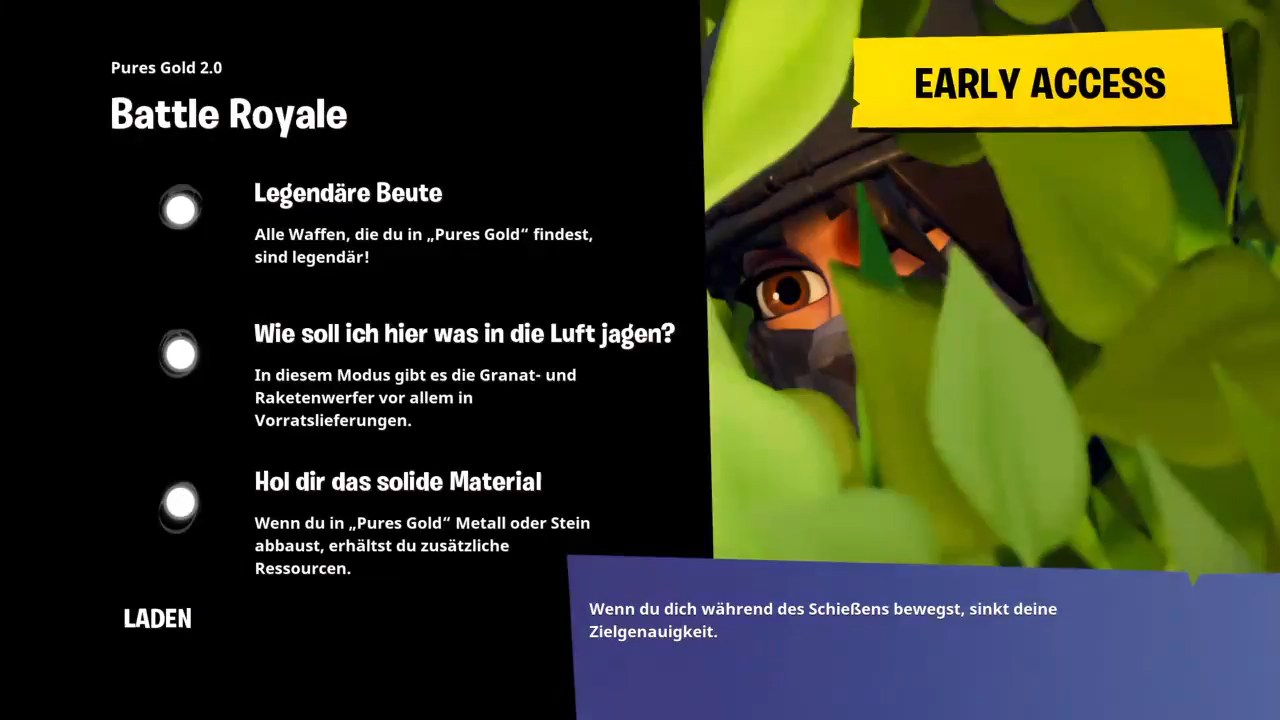 Pures Gold 2.0
Battle Royale
EARLY ACCESS
Legendäre Beute
Alle Waffen, die du in „Pures Gold“ findest,
sind legendär!
Wie soll ich hier was in die Luft jagen?
In diesem Modus gibt es die Granat- und
Raketenwerfer vor allem in
Vorratslieferungen.
Hol dir das solide Material
Wenn du in „Pures Gold“ Metall oder Stein
abbaust, erhältst du zusätzliche
Ressourcen.
LADEN
Wenn du dich während des Schießens bewegst, sinkt deine
Zielgenauigkeit.